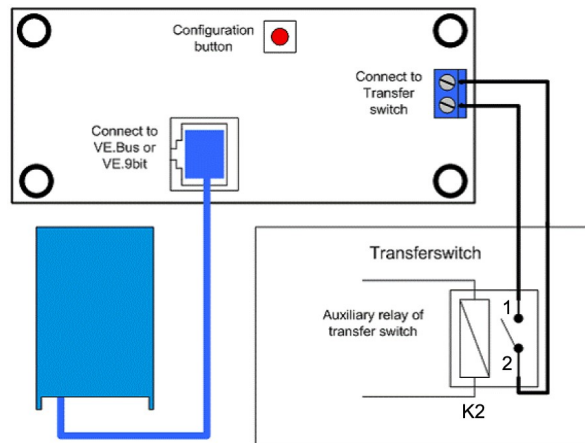 Configuration
button
Connect to
Transfer
switch
Connect to
VE.Bus or
VE.9bit
Transferswitch
Auxiliary relay of
transfer switch
1
2
K2